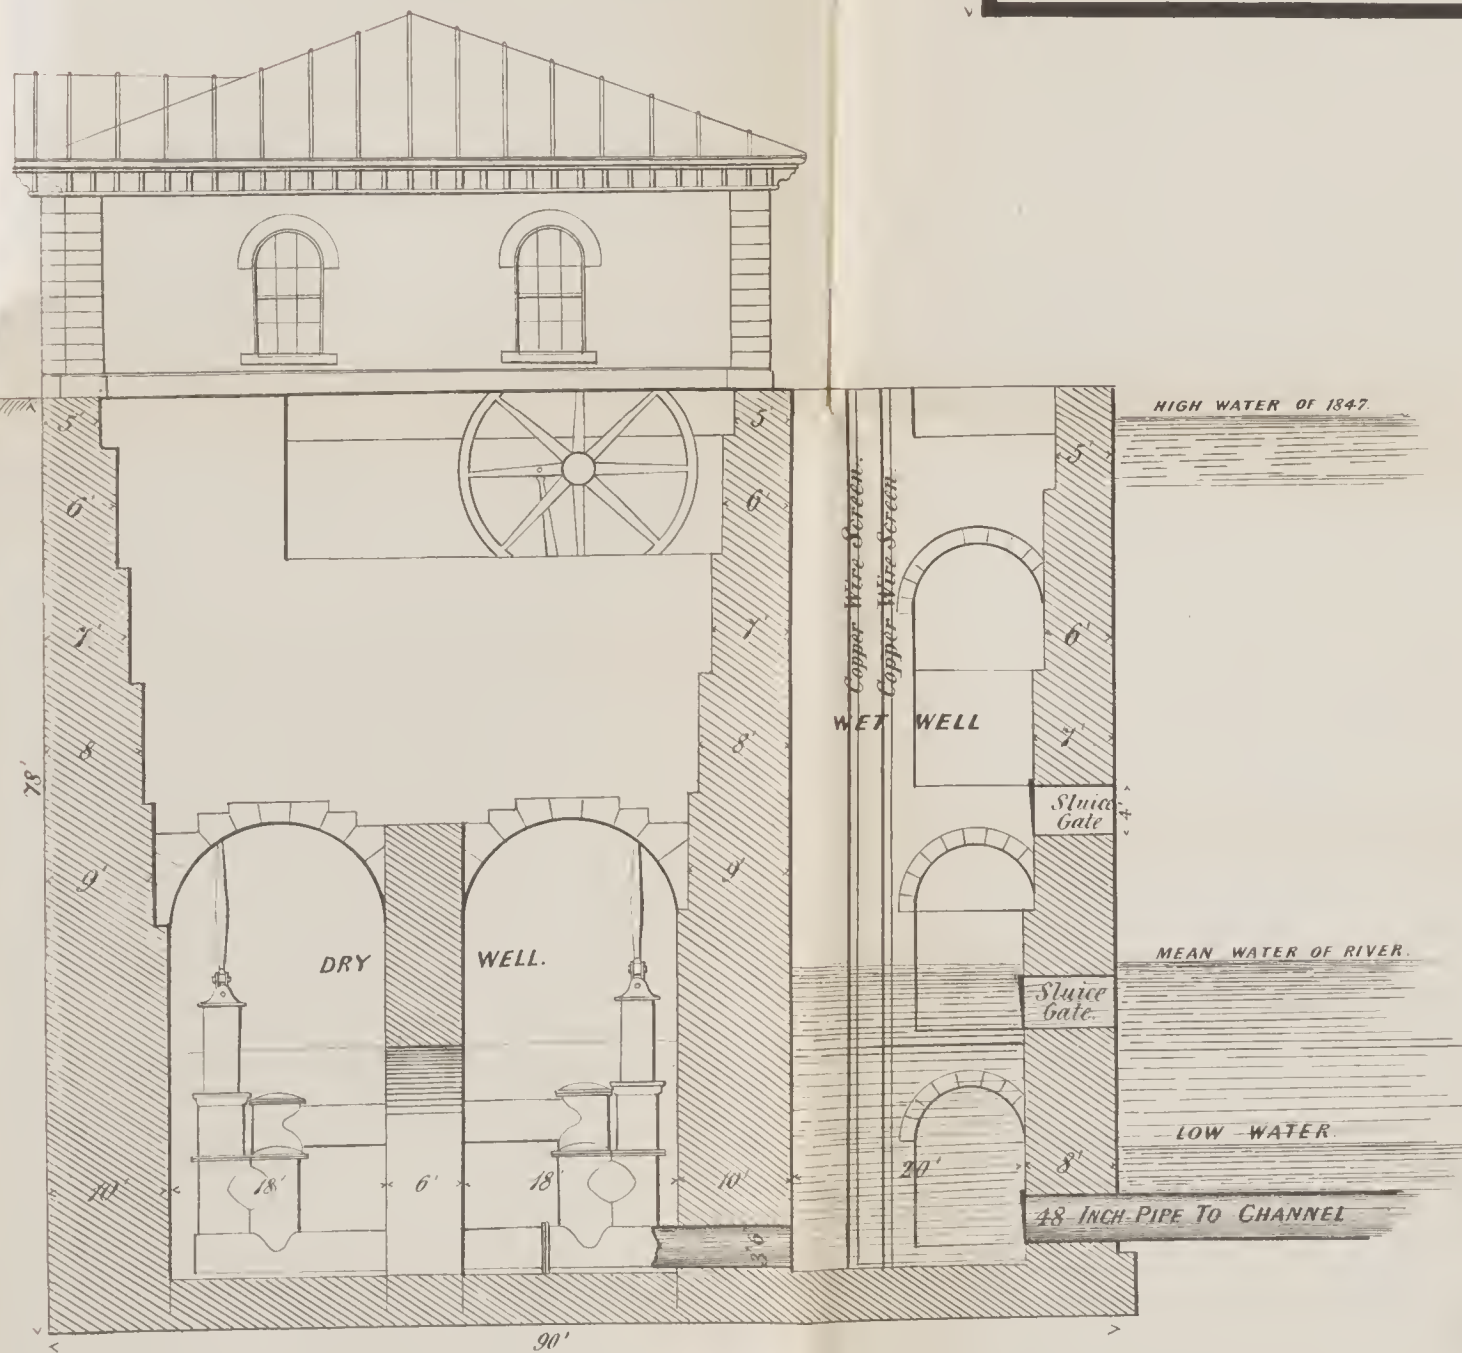 HIGH WATER OF 1847.
5'
5'
5'
6'
6'
Copper Wire Screen.
Copper Wire Screen
7'
7'
6'
WET WELL
8
8'
7'
78'
Sluice
Gate
4'
9'
9'
DRY WELL.
MEAN WATER OF RIVER.
Sluice
Gate.
LOW WATER
10'
18'
6'
18'
10'
20'
8'
48 INCH PIPE TO CHANNEL
3'6"
90'